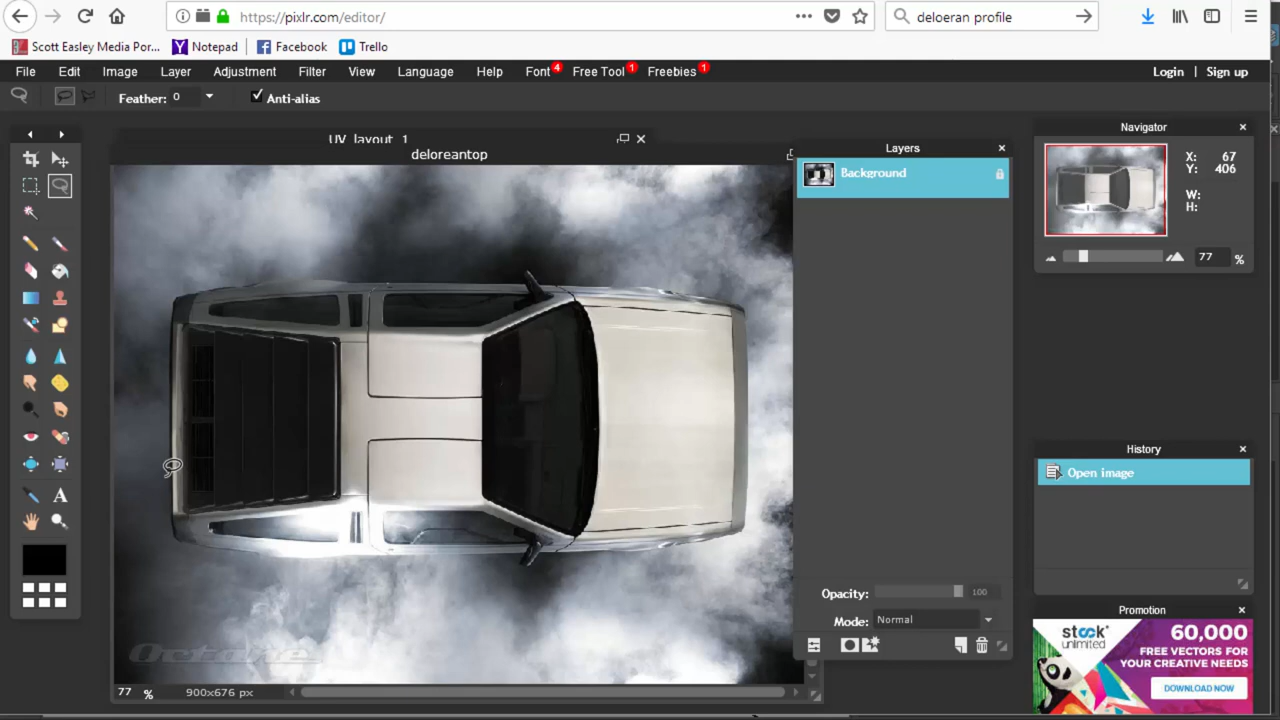 https://pixlr.com/editor/
deloeran profile
Scott Easley Media Por...
Notepad
Facebook
Trello
File Edit Image Layer Adjustment Filter View Language Help Font 4 Free Tool 1 Freebies 1
Login | Sign up
Feather: 0
Anti-alias
UV_layout_1
deloreantop
Layers
Background
Opacity: 100
Mode: Normal
Navigator
X: 67
Y: 406
W:
H:
77 %
History
Open image
Promotion
stock unlimited
60,000
FREE VECTORS FOR
YOUR CREATIVE NEEDS
DOWNLOAD NOW
A
Octane
77 % 900x676 px